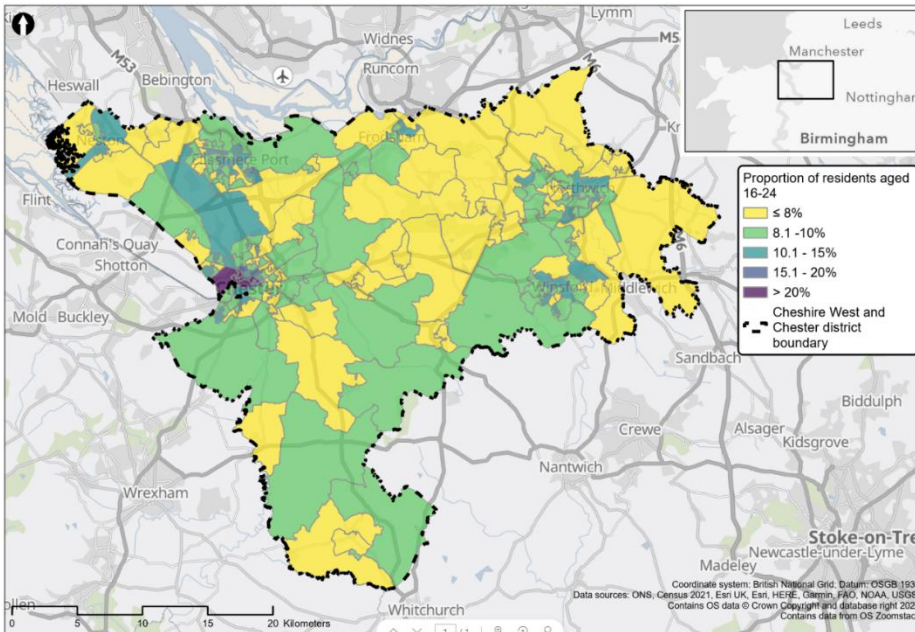 Lymm
Widnes
M5
Runcorn
M53
Bebington
Heswall
Leeds
Manchester
Nottingham
Birmingham
Neston
Ellesmere Port
Frodsham
Northwich
Flint
Connah's Quay
Shotton
Mold
Buckley
M6
Winsford
Middlewich
Proportion of residents aged
16-24
≤ 8%
8.1 -10%
10.1 - 15%
15.1 - 20%
> 20%
Cheshire West and
Chester district
boundary
Sandbach
Biddulph
Crewe
Alsager
Kidsgrove
Nantwich
Wrexham
Stoke-on-Tre
Newcastle-under-Lyme
Madeley
Whitchurch
Coordinate system: British National Grid; Datum: OSGB 193
Data sources: ONS, Census 2021, Esri UK, Esri, HERE, Garmin, FAO, NOAA, USGS
Contains OS data © Crown Copyright and database right 202
Contains data from OS Zoomstac
0 5 10 15 20 Kilometers